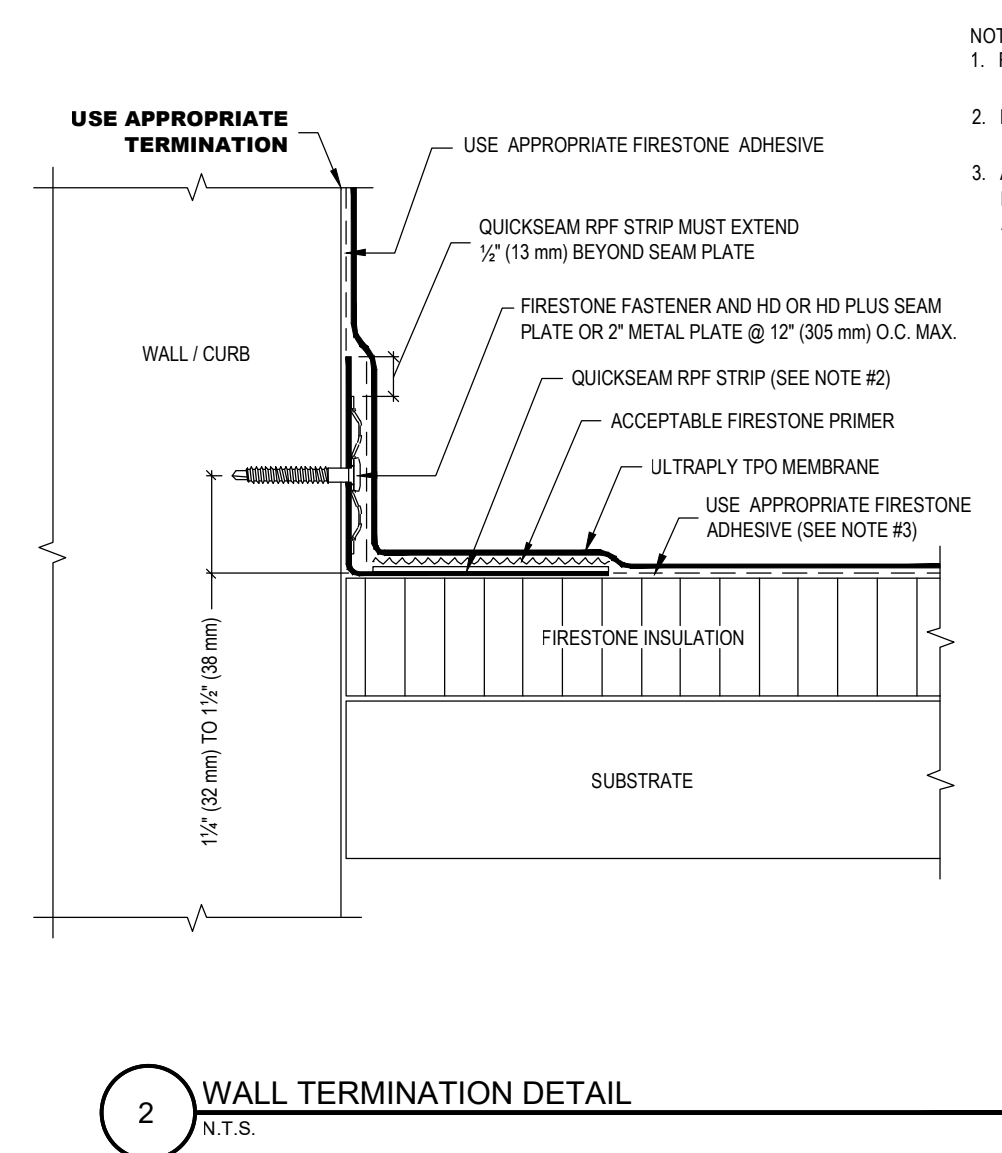 USE APPROPRIATE
TERMINATION
USE APPROPRIATE FIRESTONE ADHESIVE
QUICKSEAM RPF STRIP MUST EXTEND
½" (13 mm) BEYOND SEAM PLATE
FIRESTONE FASTENER AND HD OR HD PLUS SEAM
PLATE OR 2" METAL PLATE @ 12" (305 mm) O.C. MAX.
WALL / CURB
QUICKSEAM RPF STRIP (SEE NOTE #2)
ACCEPTABLE FIRESTONE PRIMER
ULTRAPLY TPO MEMBRANE
USE APPROPRIATE FIRESTONE
ADHESIVE (SEE NOTE #3)
FIRESTONE INSULATION
1¼" (32 mm) TO 1½" (38 mm)
SUBSTRATE
1.
2.
3.
2
WALL TERMINATION DETAIL
N.T.S.